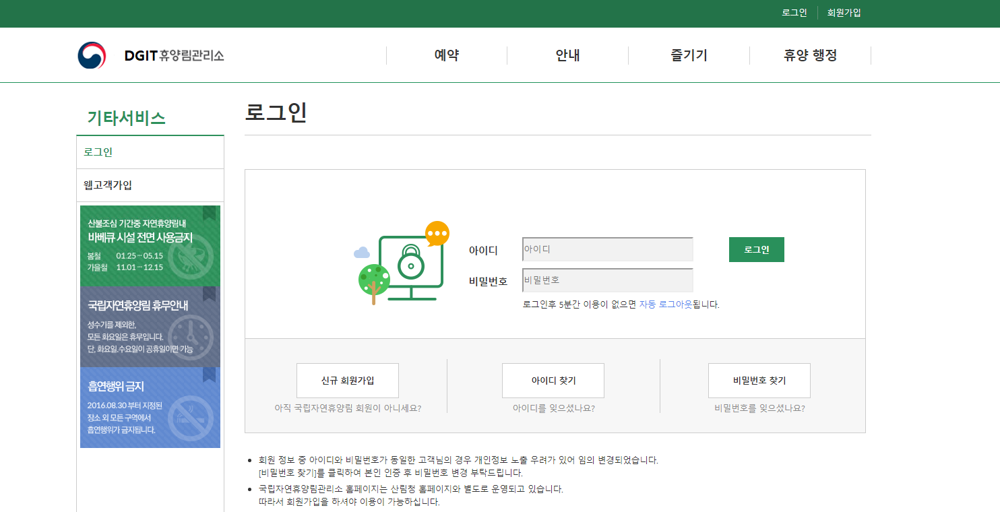 로그인 회원가입
DGIT 휴양림관리소
예약 안내 즐기기 휴양 행정
기타서비스
로그인
웹고객가입
산불조심 기간중 자연휴양림내
바베큐 시설 전면 사용금지
봄철 01.25 ··· 05.15
가을철 11.01 ··· 12.15
국립자연휴양림 휴무안내
성수기를 제외한,
모든 화요일은 휴무입니다.
단, 화요일.수요일이 공휴일이면 가능
흡연행위 금지
2016.08.30 부터 지정된
장소 외 모든 구역에서
흡연행위가 금지됩니다.
로그인
아이디 아이디 로그인
비밀번호 비밀번호
로그인후 5분간 이용이 없으면 자동 로그아웃됩니다.
신규 회원가입 아이디 찾기 비밀번호 찾기
아직 국립자연휴양림 회원이 아니세요? 아이디를 잊으셨나요? 비밀번호를 잊으셨나요?
회원 정보 중 아이디와 비밀번호가 동일한 고객님의 경우 개인정보 노출 우려가 있어 임의 변경되었습니다.
[비밀번호 찾기]를 클릭하여 본인 인증 후 비밀번호 변경 부탁드립니다.
국립자연휴양림관리소 홈페이지는 산림청 홈페이지와 별도로 운영되고 있습니다.
따라서 회원가입을 하셔야 이용이 가능하십니다.